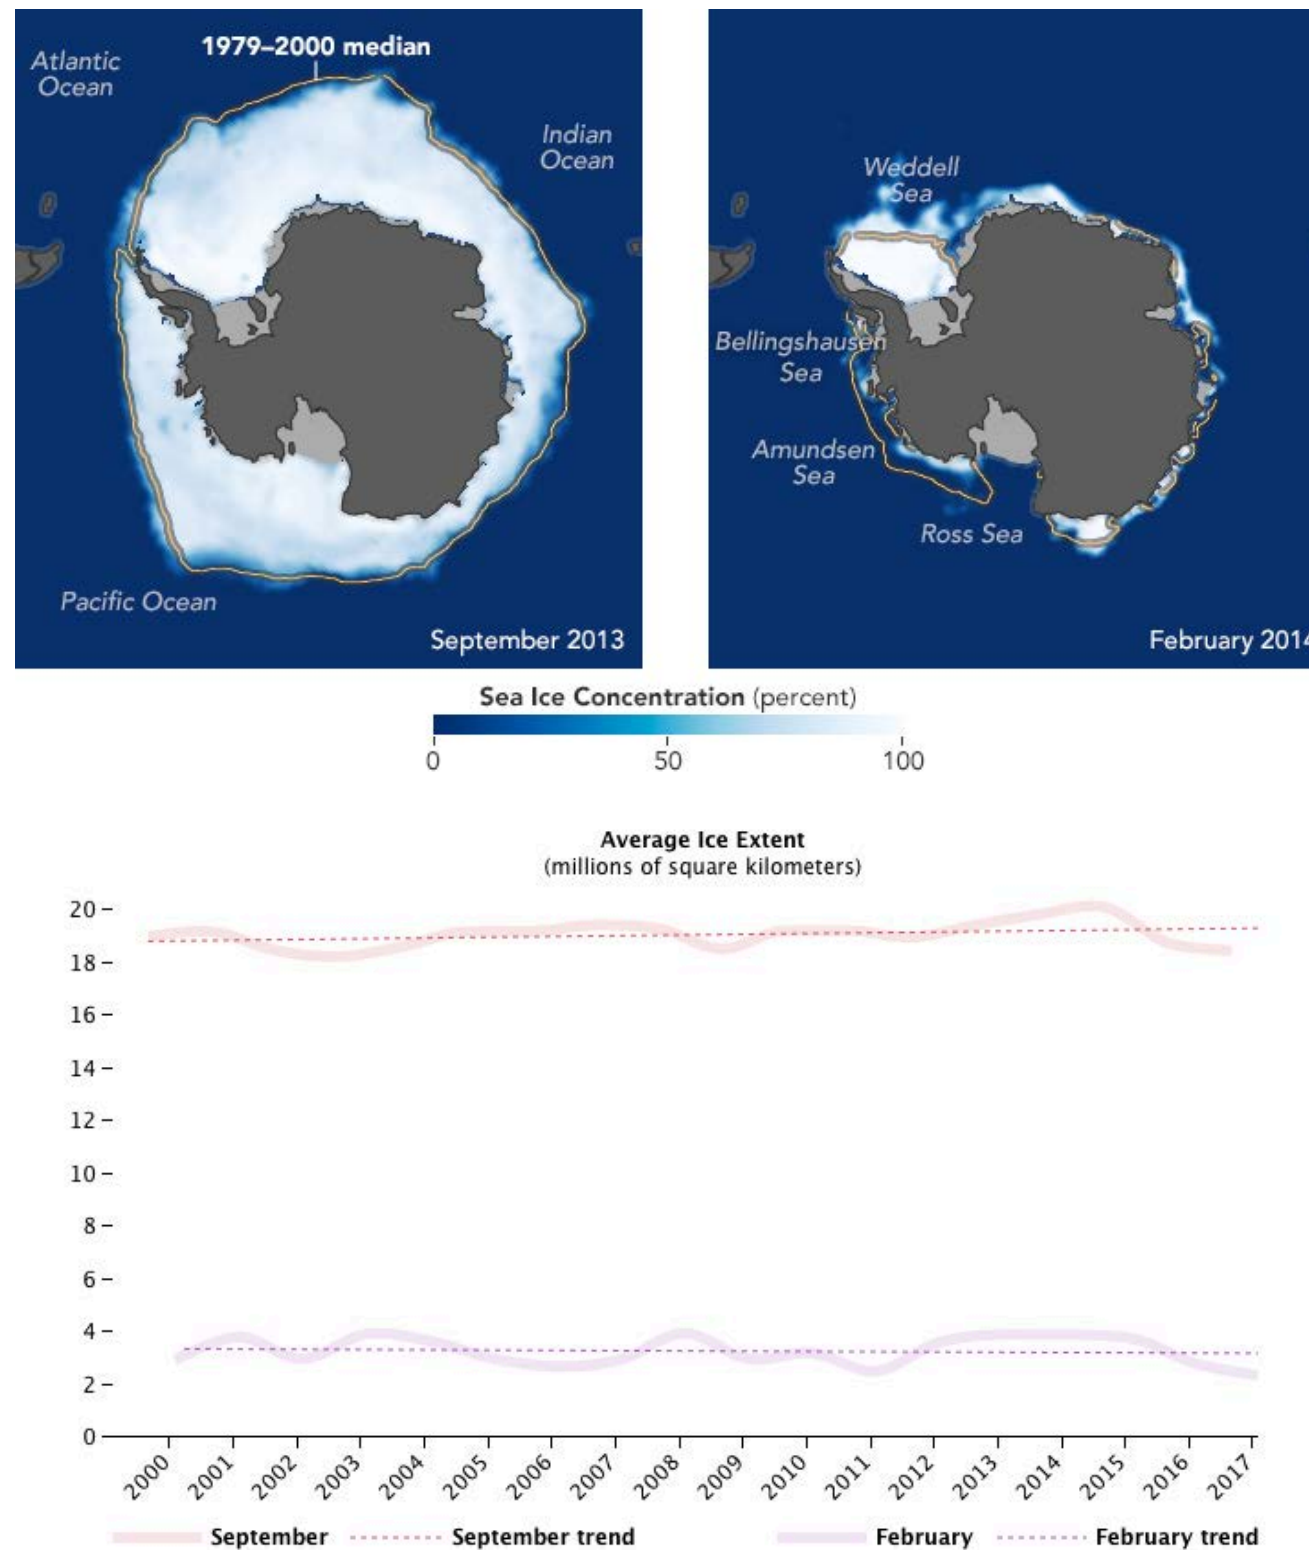 1979–2000 median
Atlantic
Ocean
Indian
Ocean
Pacific Ocean
September 2013
Weddell
Sea
Bellingshausen
Sea
Amundsen
Sea
Ross Sea
February 2014
Sea Ice Concentration (percent)
0 50 100
Average Ice Extent
(millions of square kilometers)
20
18
16
14
12
10
8
6
4
2
0
2000 2001 2002 2003 2004 2005 2006 2007 2008 2009 2010 2011 2012 2013 2014 2015 2016 2017
September September trend February February trend